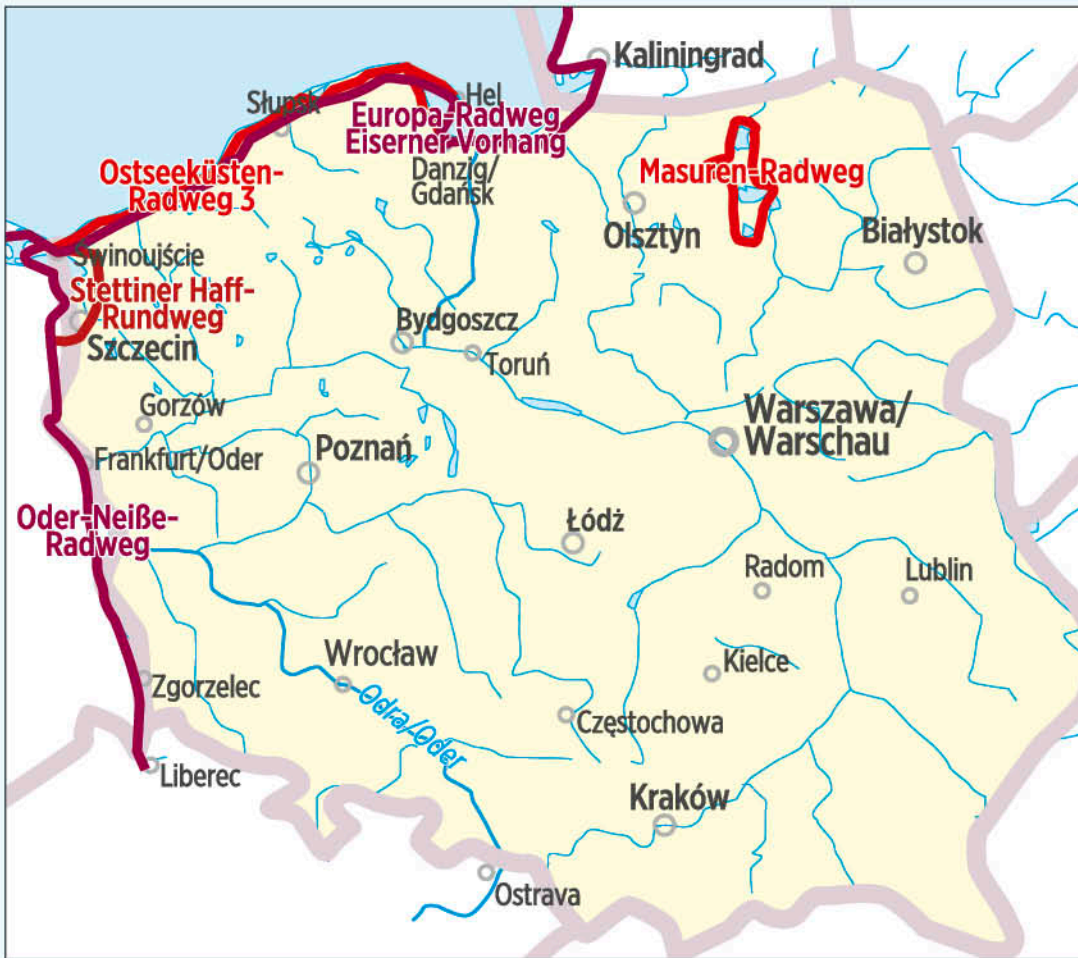 Kaliningrad
Hel
Słupsk
Europa-Radweg
Eiserner Vorhang
Ostseeküsten-
Radweg 3
Danzig/
Gdańsk
Masuren-Radweg
Olsztyn
Białystok
Świnoujście
Stettiner Haff-
Rundweg
Szczecin
Bydgoszcz
Toruń
Gorzów
Warszawa/
Warschau
Poznań
Frankfurt/Oder
Oder-Neiße-
Radweg
Łódż
Radom
Lublin
Wrocław
Kielce
Zgorzelec
Odra/Oder
Częstochowa
Liberec
Kraków
Ostrava